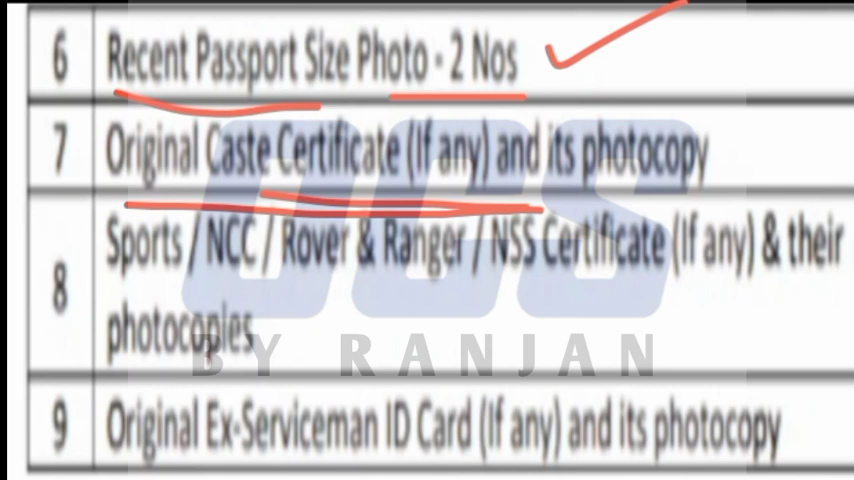 6 Recent Passport Size Photo - 2 Nos
7 Original Caste Certificate (If any) and its photocopy
8 Sports / NCC / Rover & Ranger / NSS Certificate (If any) & their
photocopies
9 Original Ex-Serviceman ID Card (If any) and its photocopy
OCS
BY RANJAN